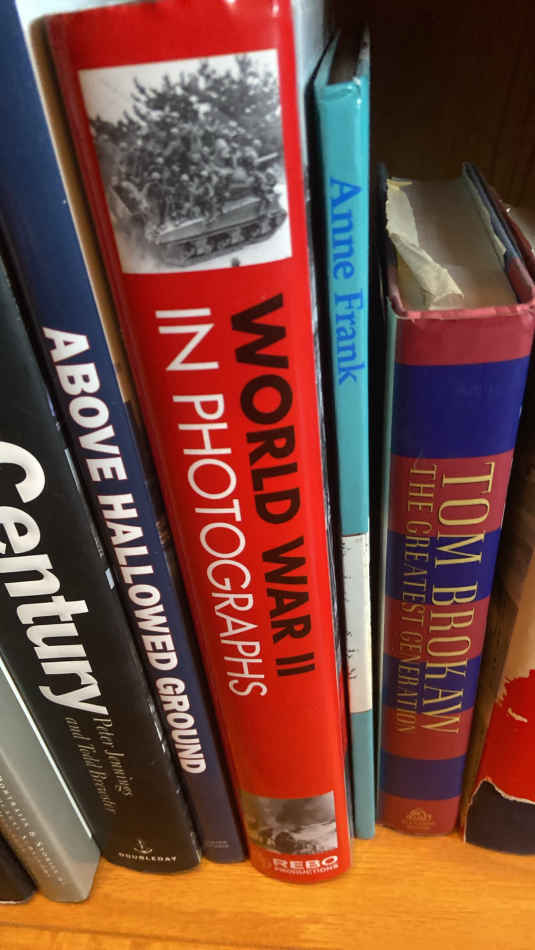 Century
Peter Jennings
and Todd Brewster
DOUBLEDAY
ABOVE HALLOWED GROUND
WORLD WAR II
IN PHOTOGRAPHS
REBO
PRODUCTIONS
Anne Frank
TOM BROKAW
THE GREATEST GENERATION